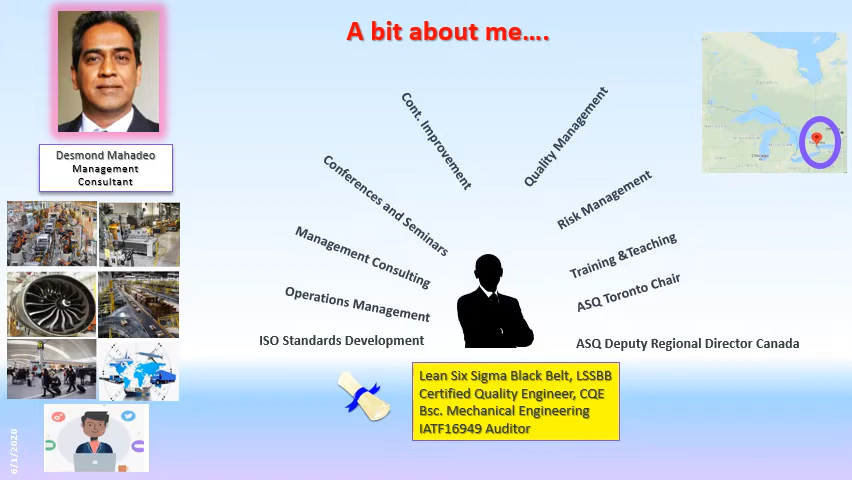 A bit about me….
Desmond Mahadeo
Management
Consultant
Cont. Improvement
Quality Management
Conferences and Seminars
Risk Management
Management Consulting
Training &Teaching
Operations Management
ASQ Toronto Chair
ISO Standards Development
ASQ Deputy Regional Director Canada
Lean Six Sigma Black Belt, LSSBB
Certified Quality Engineer, CQE
Bsc. Mechanical Engineering
IATF16949 Auditor
6/1/2020